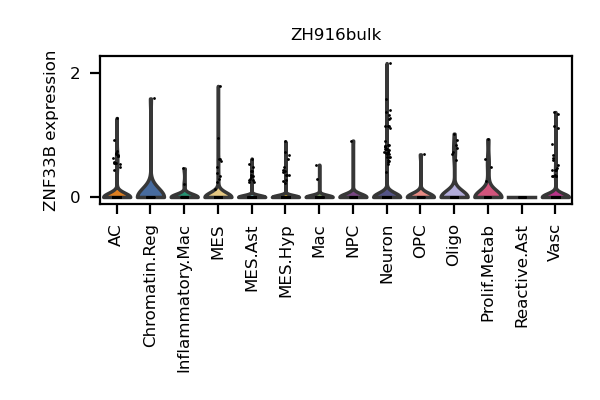 ZH916bulk
ZNF33B expression
2
0
AC
Chromatin.Reg
Inflammatory.Mac
MES
MES.Ast
MES.Hyp
Mac
NPC
Neuron
OPC
Oligo
Prolif.Metab
Reactive.Ast
Vasc